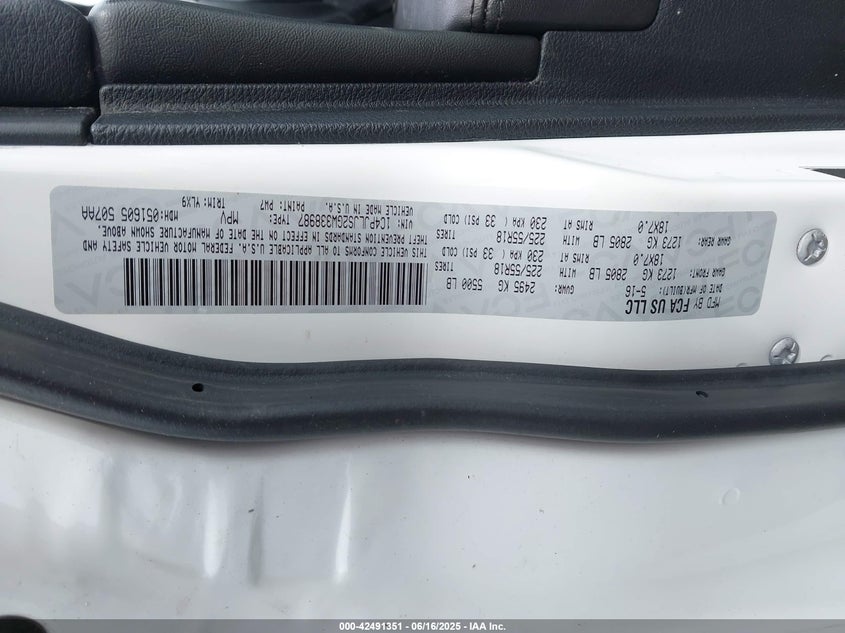 MFD BY FCA US LLC
DATE OF MFR(BUILT): 5-16 GVWR: 2495 KG 5500 LB
GAWR FRONT: 1273 KG 2805 LB WITH 225/55R18 TIRES
18X7.0 RIMS AT 230 KPA ( 33 PSI) COLD
GAWR REAR: 1273 KG 2805 LB WITH 225/55R18 TIRES
18X7.0 RIMS AT 230 KPA ( 33 PSI) COLD
THIS VEHICLE CONFORMS TO ALL APPLICABLE U.S.A. FEDERAL MOTOR VEHICLE SAFETY AND
THEFT PREVENTION STANDARDS IN EFFECT ON THE DATE OF MANUFACTURE SHOWN ABOVE.
VIN: 1C4PJLJS2GW338987 TYPE: MPV MDH:051605 507AA
VEHICLE MADE IN U.S.A. PAINT: PW7 TRIM: YLX9
000-42491351 | 06/16/2025 - IAA Inc.